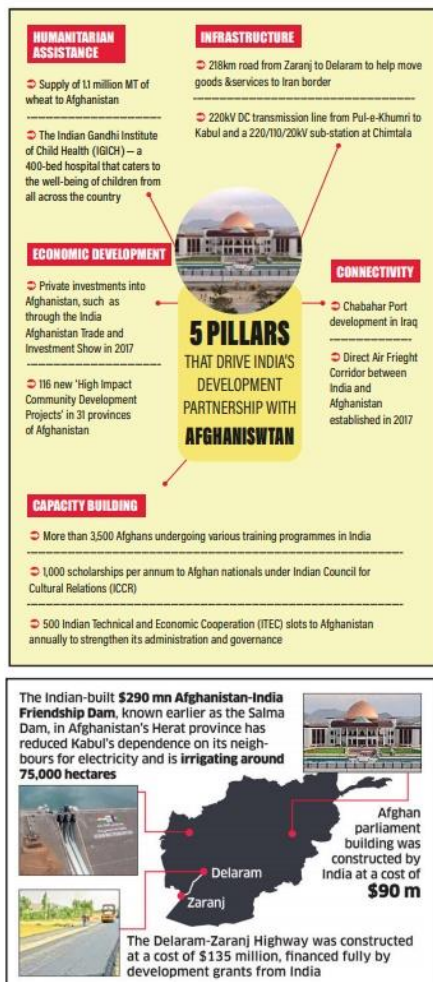 HUMANITARIAN
ASSISTANCE
➲ Supply of 1.1 million MT of
wheat to Afghanistan
➲ The Indian Gandhi Institute
of Child Health (IGICH) – a
400-bed hospital that caters to
the well-being of children from
all across the country
INFRASTRUCTURE
➲ 218km road from Zaranj to Delaram to help move
goods &services to Iran border
➲ 220kV DC transmission line from Pul-e-Khumri to
Kabul and a 220/110/20kV sub-station at Chimtala
ECONOMIC DEVELOPMENT
➲ Private investments into
Afghanistan, such as
through the India
Afghanistan Trade and
Investment Show in 2017
➲ 116 new 'High Impact
Community Development
Projects' in 31 provinces
of Afghanistan
5 PILLARS
THAT DRIVE INDIA'S
DEVELOPMENT
PARTNERSHIP WITH
AFGHANISWTAN
CONNECTIVITY
➲ Chabahar Port
development in Iraq
➲ Direct Air Frieght
Corridor between
India and
Afghanistan
established in 2017
CAPACITY BUILDING
➲ More than 3,500 Afghans undergoing various training programmes in India
➲ 1,000 scholarships per annum to Afghan nationals under Indian Council for
Cultural Relations (ICCR)
➲ 500 Indian Technical and Economic Cooperation (ITEC) slots to Afghanistan
annually to strengthen its administration and governance
The Indian-built $290 mn Afghanistan-India
Friendship Dam, known earlier as the Salma
Dam, in Afghanistan's Herat province has
reduced Kabul's dependence on its neigh-
bours for electricity and is irrigating around
75,000 hectares
Afghan
parliament
building was
constructed by
India at a cost of
$90 m
Delaram
Zaranj
The Delaram-Zaranj Highway was constructed
at a cost of $135 million, financed fully by
development grants from India